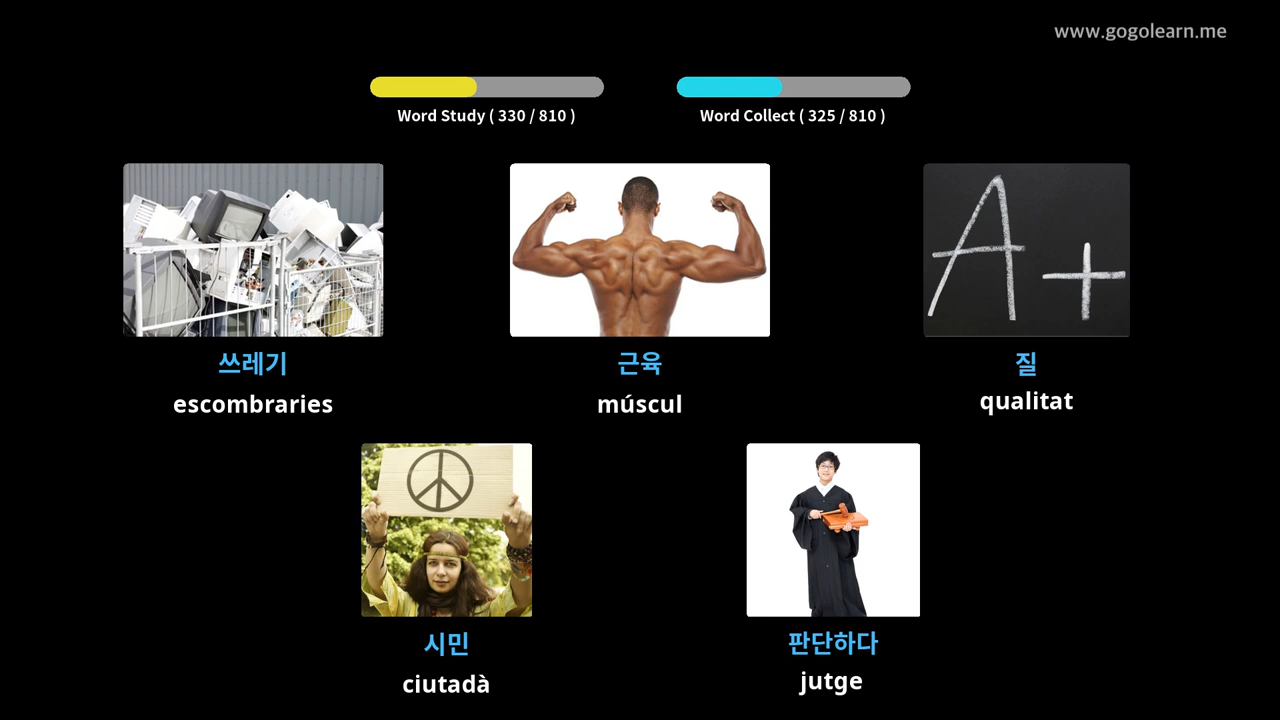 www.gogolearn.me
Word Study ( 330 / 810 )
Word Collect ( 325 / 810 )
쓰레기
근육
질
escombraries
múscul
qualitat
A+
시민
판단하다
ciutadà
jutge